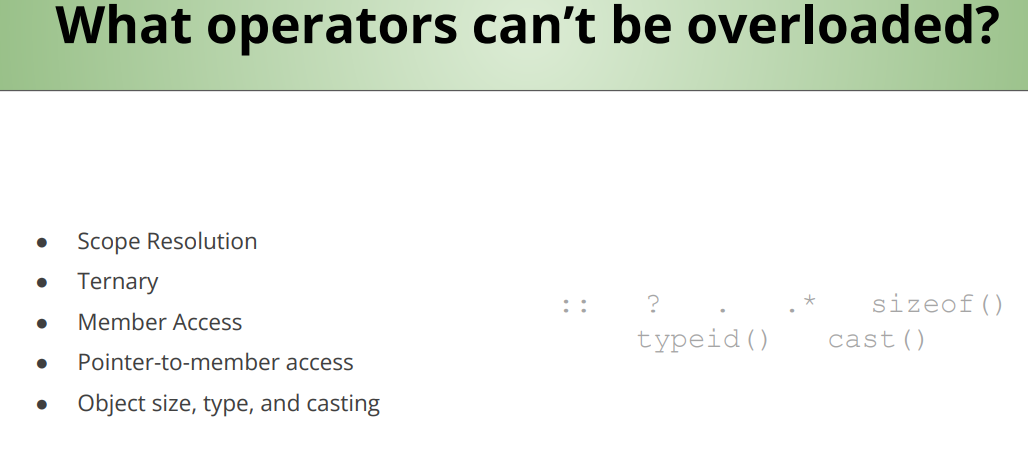 What operators can’t be overloaded?
● Scope Resolution
● Ternary
● Member Access
● Pointer-to-member access
● Object size, type, and casting
:: ? . .* sizeof()
typeid() cast()